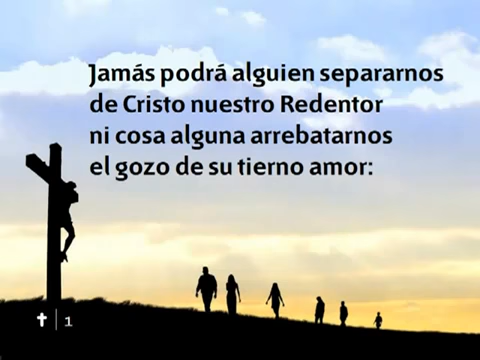 Jamás podrá alguien separarnos
de Cristo nuestro Redentor
ni cosa alguna arrebatarnos
el gozo de su tierno amor:
1